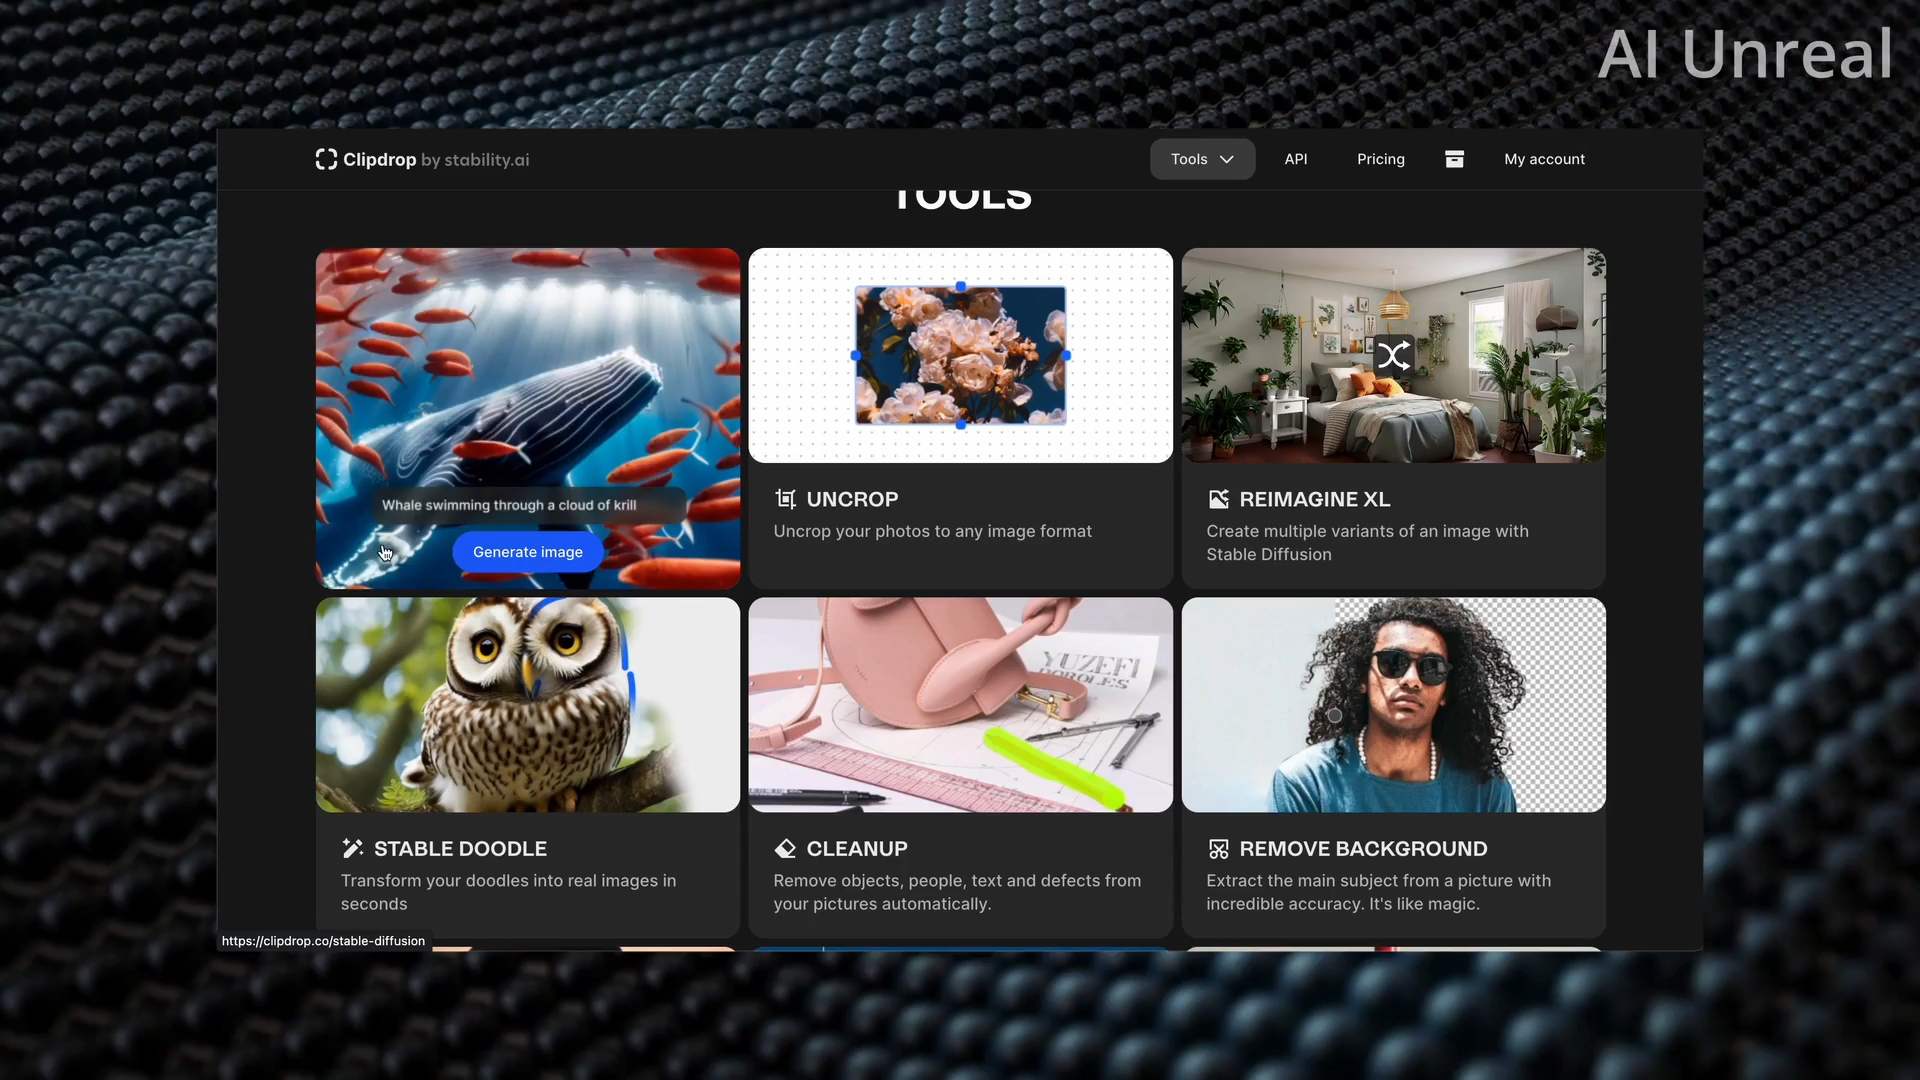 AI Unreal
Clipdrop by stability.ai
Tools
API
Pricing
My account
TOOLS
Whale swimming through a cloud of krill
Generate image
UNCROP
Uncrop your photos to any image format
REIMAGINE XL
Create multiple variants of an image with
Stable Diffusion
YUZEFI
STABLE DOODLE
Transform your doodles into real images in
seconds
CLEANUP
Remove objects, people, text and defects from
your pictures automatically.
REMOVE BACKGROUND
Extract the main subject from a picture with
incredible accuracy. It's like magic.
https://clipdrop.co/stable-diffusion